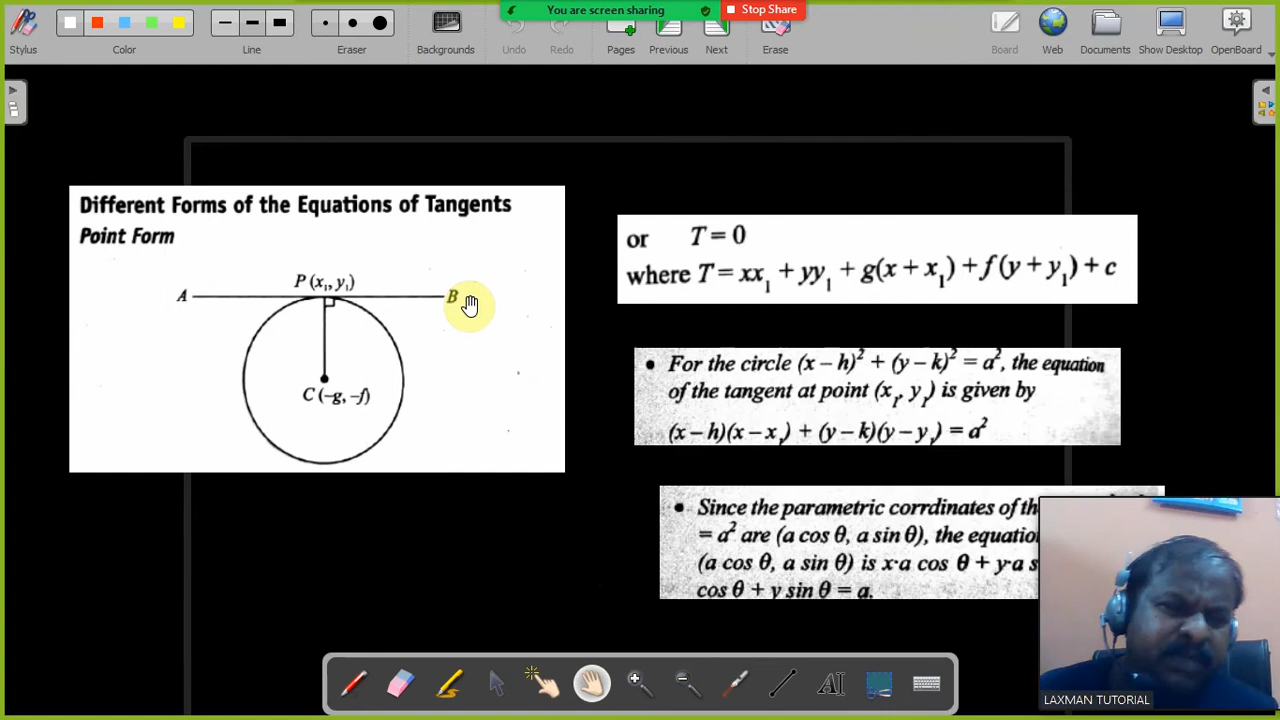 You are screen sharing
Stop Share
Stylus
Color
Line
Eraser
Backgrounds
Undo
Redo
Pages
Previous
Next
Erase
Board
Web
Documents
Show Desktop
OpenBoard
Different Forms of the Equations of Tangents
Point Form
P (x₁, y₁)
A
B
C (–g, –f)
or T = 0
where T = xx₁ + yy₁ + g(x + x₁) + f(y + y₁) + c
• For the circle (x – h)² + (y – k)² = a², the equation
of the tangent at point (x₁, y₁) is given by
(x – h)(x – x₁) + (y – k)(y – y₁) = a²
• Since the parametric corrdinates of the
= a² are (a cos θ, a sin θ), the equation
(a cos θ, a sin θ) is x·a cos θ + y·a s
cos θ + y sin θ = a.
LAXMAN TUTORIAL